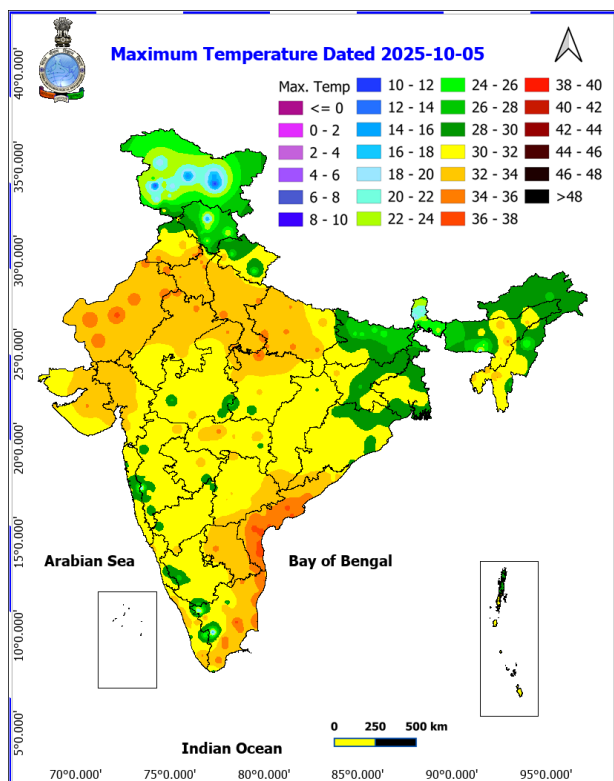 Maximum Temperature Dated 2025-10-05
Max. Temp
<= 0
0 - 2
2 - 4
4 - 6
6 - 8
8 - 10
10 - 12
12 - 14
14 - 16
16 - 18
18 - 20
20 - 22
22 - 24
24 - 26
26 - 28
28 - 30
30 - 32
32 - 34
34 - 36
36 - 38
38 - 40
40 - 42
42 - 44
44 - 46
46 - 48
>48
40°0.000'
35°0.000'
30°0.000'
25°0.000'
20°0.000'
15°0.000'
10°0.000'
5°0.000'
Arabian Sea
Bay of Bengal
Indian Ocean
0 250 500 km
70°0.000' 75°0.000' 80°0.000' 85°0.000' 90°0.000' 95°0.000'